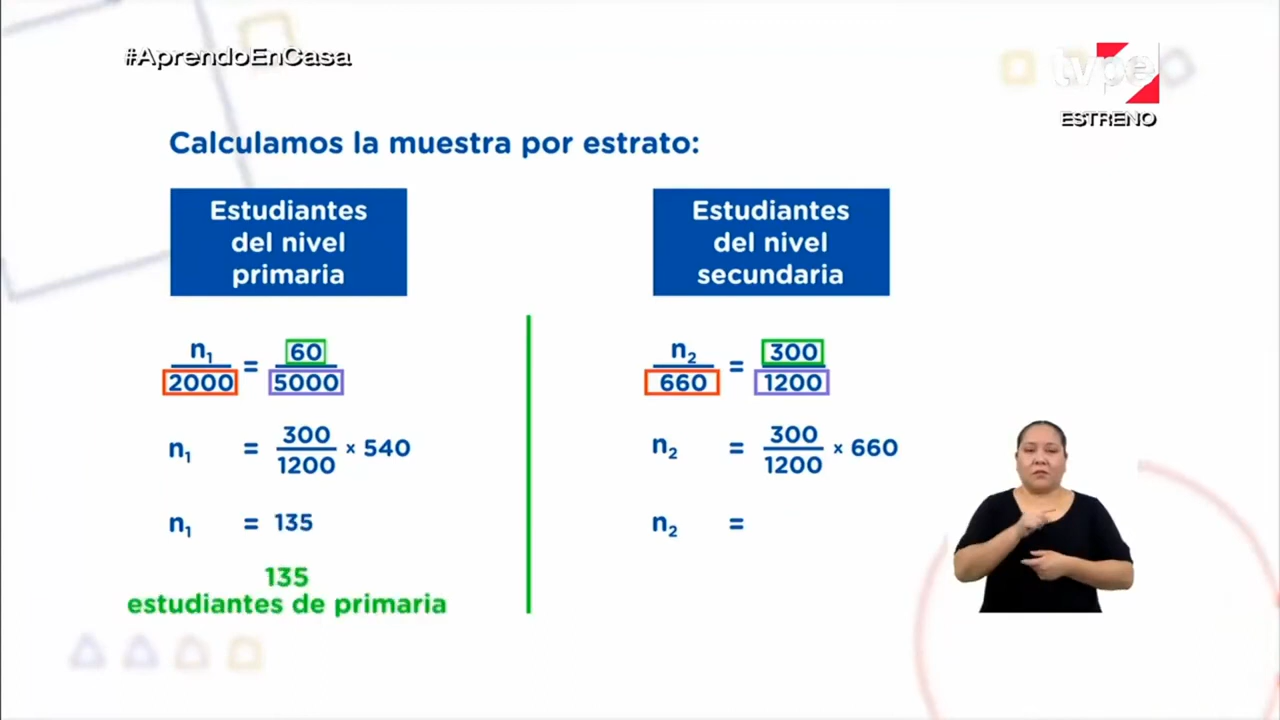 #AprendoEnCasa
tvpe
ESTRENO
Calculamos la muestra por estrato:
Estudiantes
del nivel
primaria
n₁/2000 = 60/5000
n₁ = 300/1200 × 540
n₁ = 135
135
estudiantes de primaria
Estudiantes
del nivel
secundaria
n₂/660 = 300/1200
n₂ = 300/1200 × 660
n₂ =